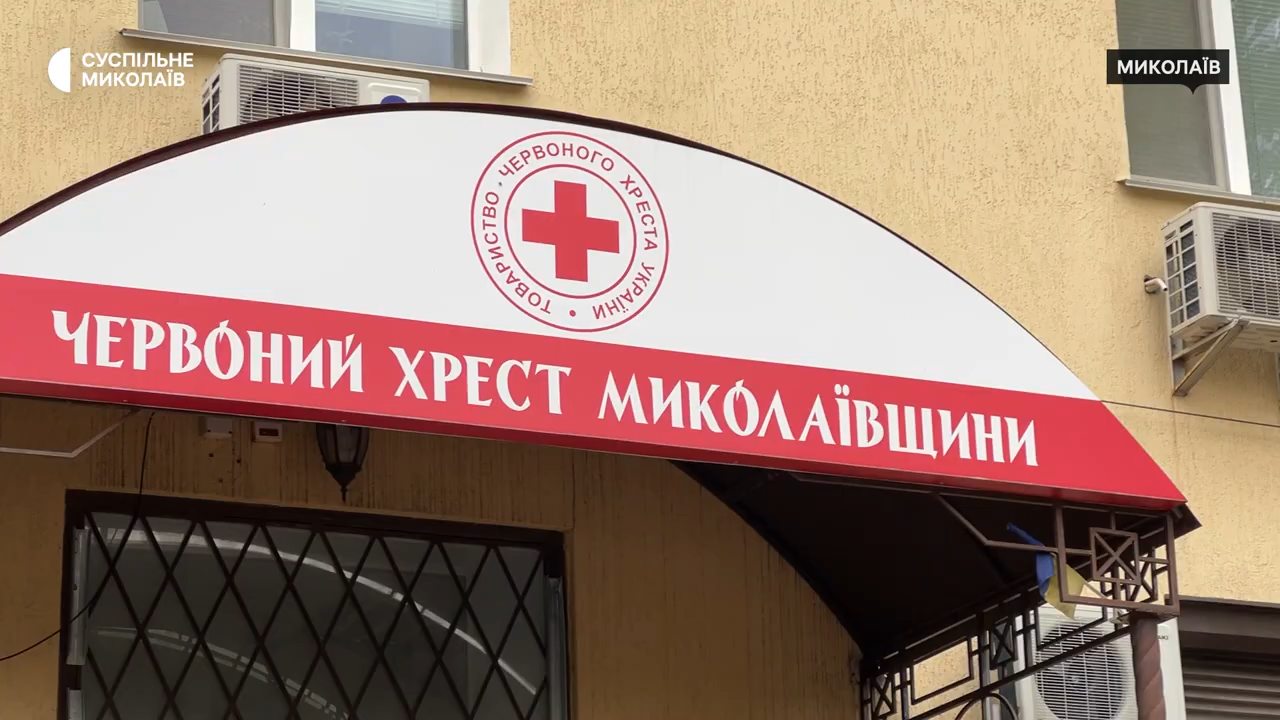 СУСПІЛЬНЕ
МИКОЛАЇВ
МИКОЛАЇВ
ТОВАРИСТВО · ЧЕРВОНОГО ХРЕСТА УКРАЇНИ ·
ЧЕРВОНИЙ ХРЕСТ МИКОЛАЇВЩИНИ